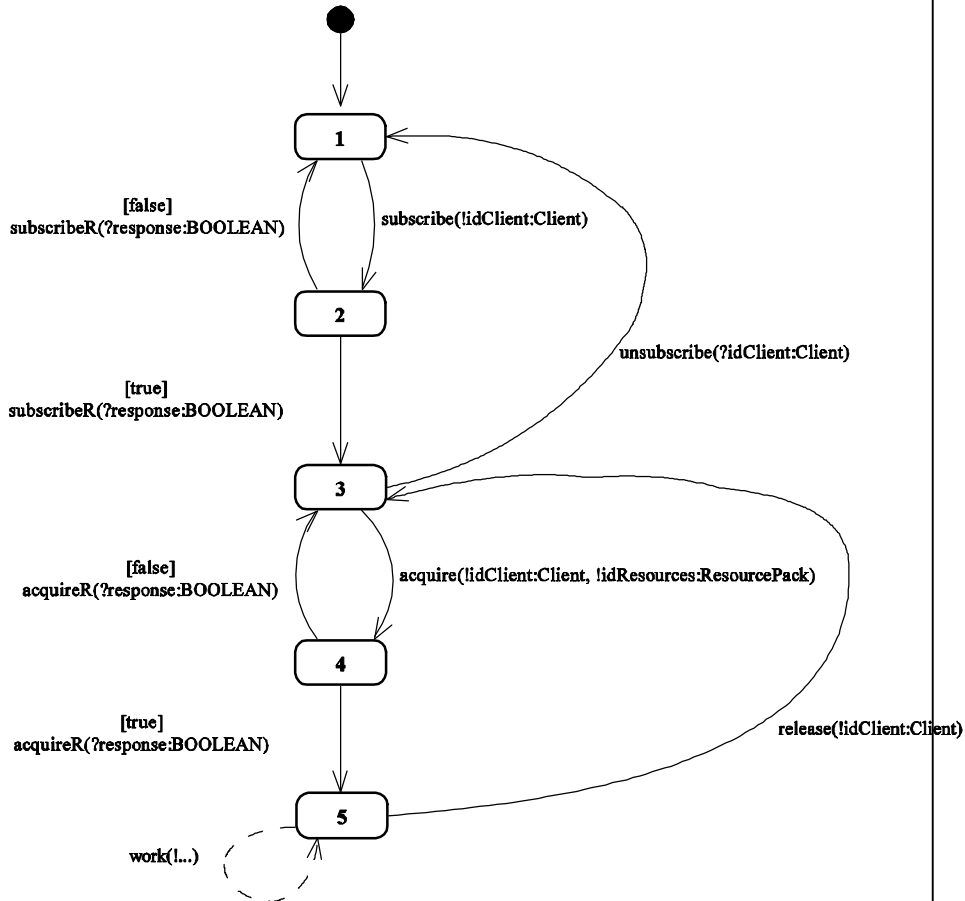 1
[false]
subscribeR(?response:BOOLEAN)
subscribe(!idClient:Client)
2
unsubscribe(?idClient:Client)
[true]
subscribeR(?response:BOOLEAN)
3
[false]
acquireR(?response:BOOLEAN)
acquire(!idClient:Client, !idResources:ResourcePack)
4
[true]
acquireR(?response:BOOLEAN)
release(!idClient:Client)
5
work(!...)